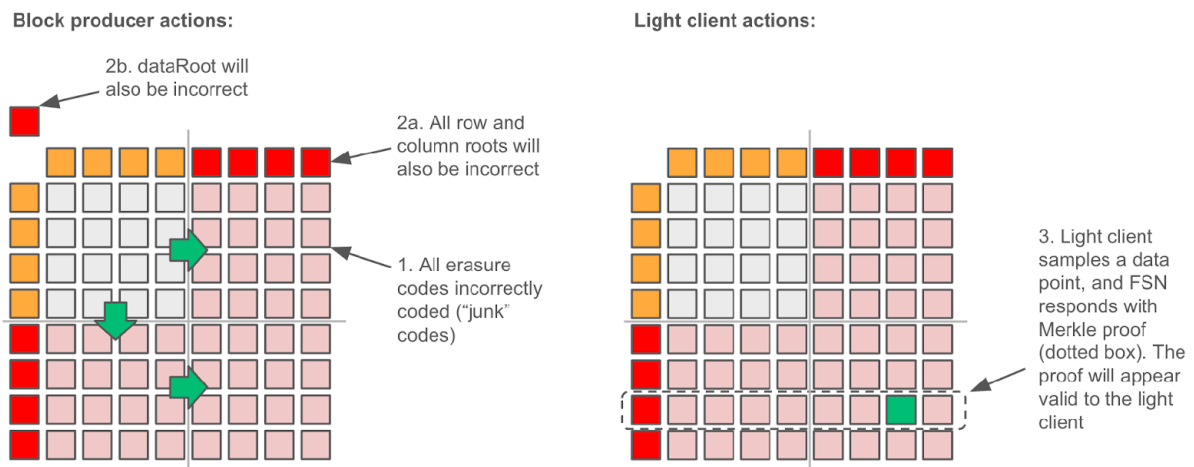 Block producer actions:
2b. dataRoot will
also be incorrect
2a. All row and
column roots will
also be incorrect
1. All erasure
codes incorrectly
coded (“junk”
codes)
Light client actions:
3. Light client
samples a data
point, and FSN
responds with
Merkle proof
(dotted box). The
proof will appear
valid to the light
client